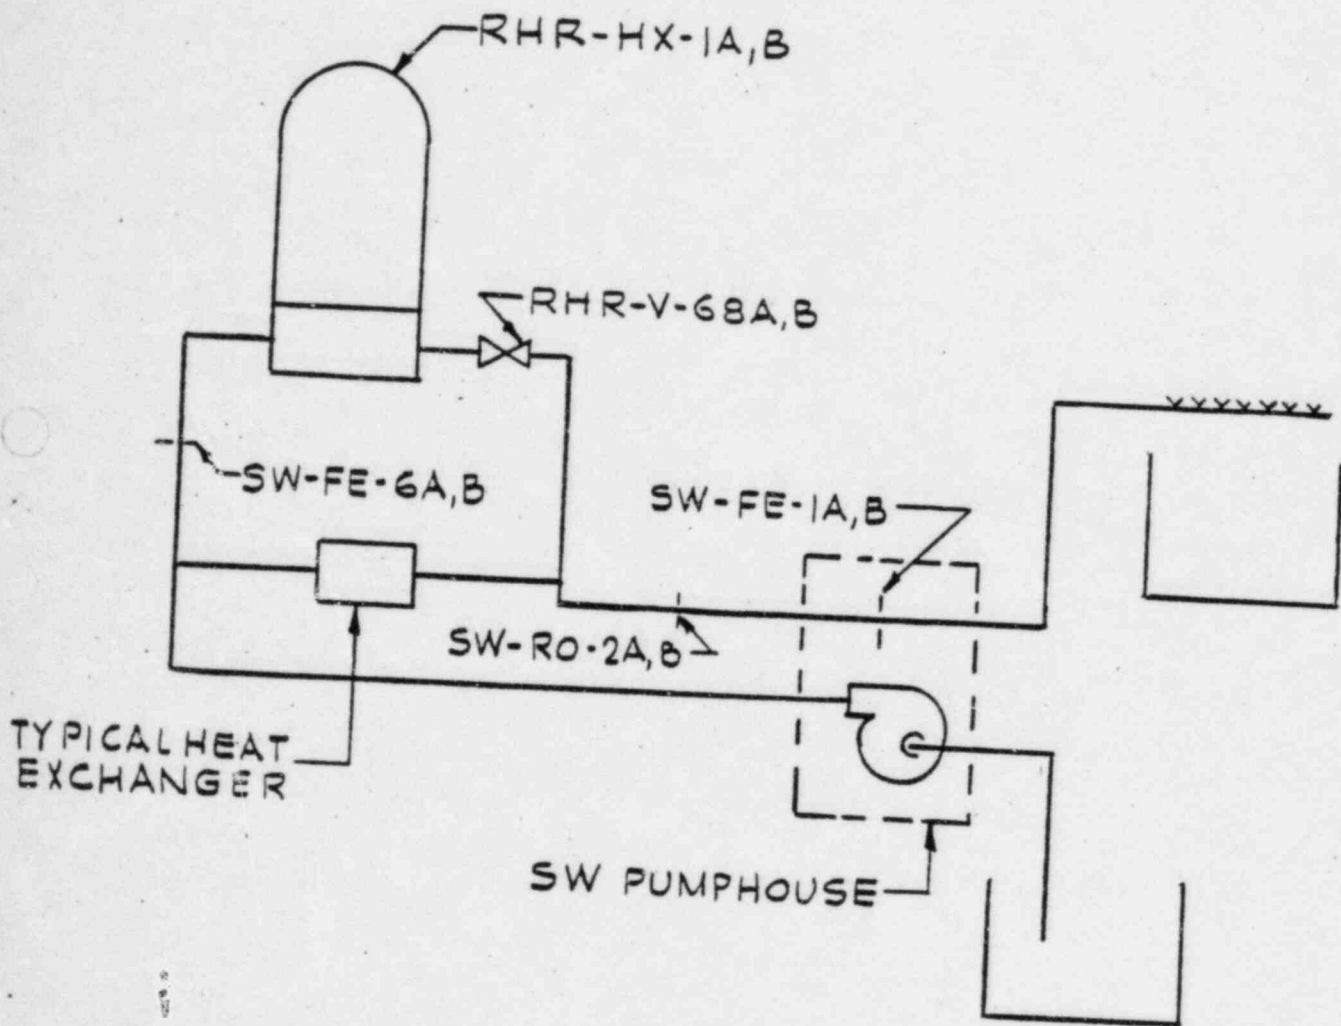 RHR-HX-1A,B
RHR-V-68A,B
SW-FE-6A,B
SW-FE-1A,B
SW-RO-2A,B
TYPICAL HEAT
EXCHANGER
SW PUMPHOUSE